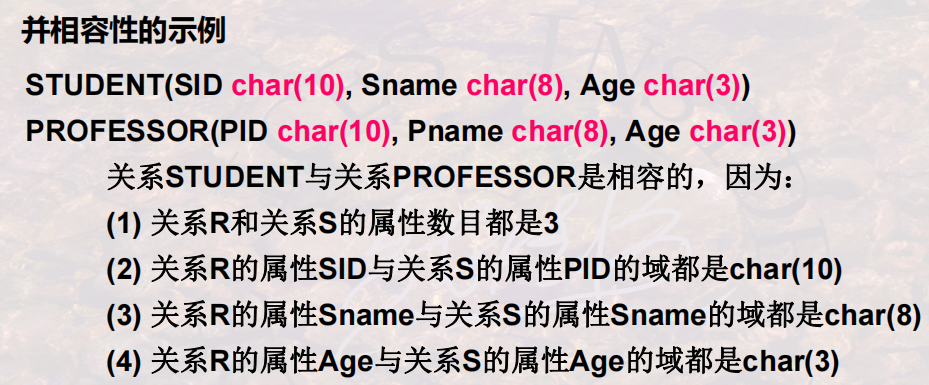 并相容性的示例
STUDENT(SID char(10), Sname char(8), Age char(3))
PROFESSOR(PID char(10), Pname char(8), Age char(3))
关系STUDENT与关系PROFESSOR是相容的，因为：
(1) 关系R和关系S的属性数目都是3
(2) 关系R的属性SID与关系S的属性PID的域都是char(10)
(3) 关系R的属性Sname与关系S的属性Sname的域都是char(8)
(4) 关系R的属性Age与关系S的属性Age的域都是char(3)